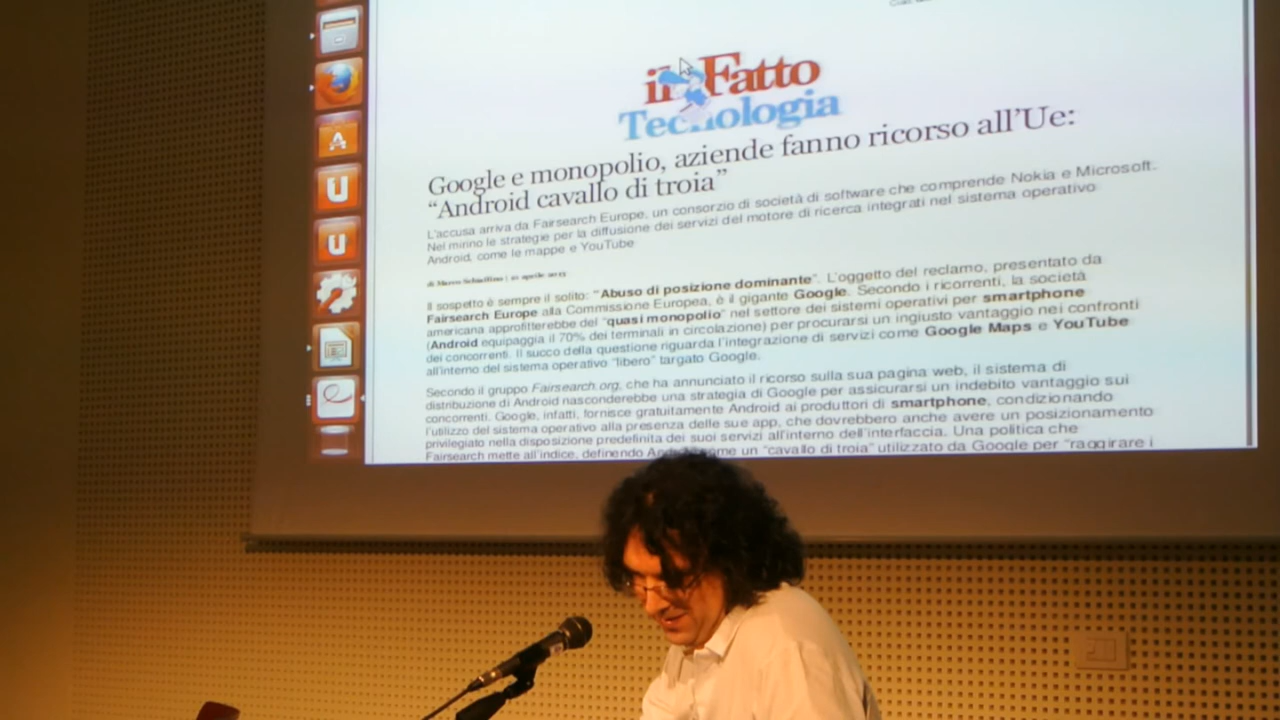 il Fatto
Tecnologia
Google e monopolio, aziende fanno ricorso all'Ue:
“Android cavallo di troia”
L'accusa arriva da Fairsearch Europe, un consorzio di società di software che comprende Nokia e Microsoft.
Nel mirino le strategie per la diffusione dei servizi del motore di ricerca integrati nel sistema operativo
Android, come le mappe e YouTube
di Marco Schiaffino | 10 aprile 2013
Il sospetto è sempre il solito: “Abuso di posizione dominante”. L'oggetto del reclamo, presentato da
Fairsearch Europe alla Commissione Europea, è il gigante Google. Secondo i ricorrenti, la società
americana approfitterebbe del “quasi monopolio” nel settore dei sistemi operativi per smartphone
(Android equipaggia il 70% dei terminali in circolazione) per procurarsi un ingiusto vantaggio nei confronti
dei concorrenti. Il succo della questione riguarda l'integrazione di servizi come Google Maps e YouTube
all'interno del sistema operativo “libero” targato Google.
Secondo il gruppo Fairsearch.org, che ha annunciato il ricorso sulla sua pagina web, il sistema di
distribuzione di Android nasconderebbe una strategia di Google per assicurarsi un indebito vantaggio sui
concorrenti. Google, infatti, fornisce gratuitamente Android ai produttori di smartphone, condizionando
l'utilizzo del sistema operativo alla presenza delle sue app, che dovrebbero anche avere un posizionamento
privilegiato nella disposizione predefinita dei suoi servizi all'interno dell'interfaccia. Una politica che
Fairsearch mette all'indice, definendo come un “cavallo di troia” utilizzato da Google per “raggirare i